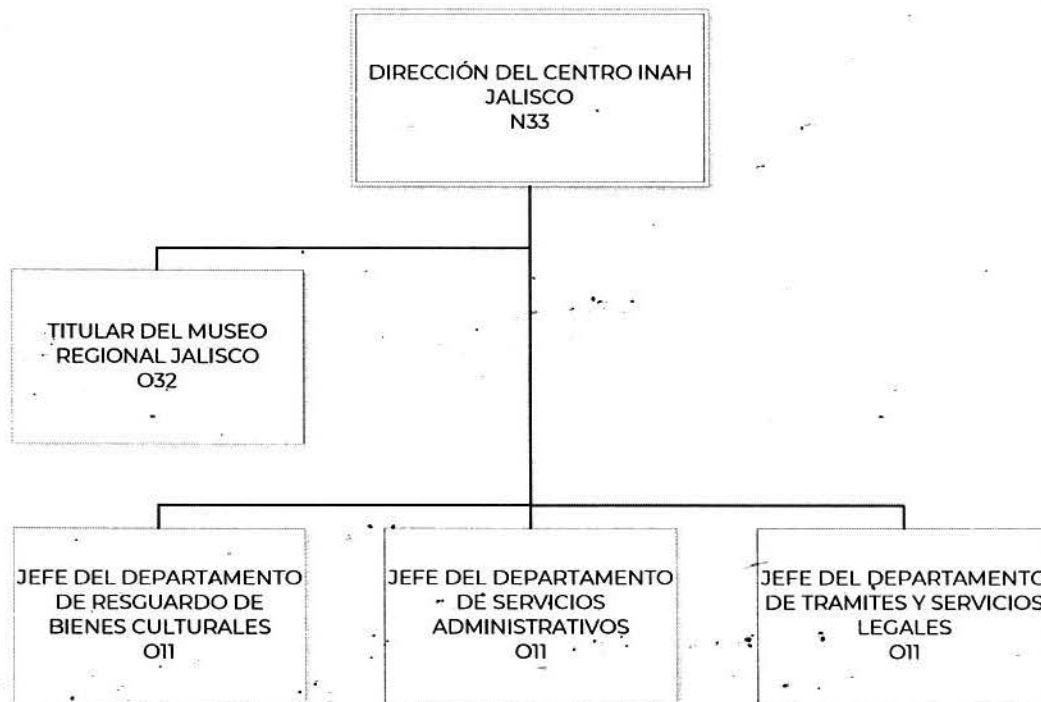 DIRECCIÓN DEL CENTRO INAH
JALISCO
N33
TITULAR DEL MUSEO
REGIONAL JALISCO
O32
JEFE DEL DEPARTAMENTO
DE RESGUARDO DE
BIENES CULTURALES
O11
JEFE DEL DEPARTAMENTO
DE SERVICIOS
ADMINISTRATIVOS
O11
JEFE DEL DEPARTAMENTO
DE TRAMITES Y SERVICIOS
LEGALES
O11